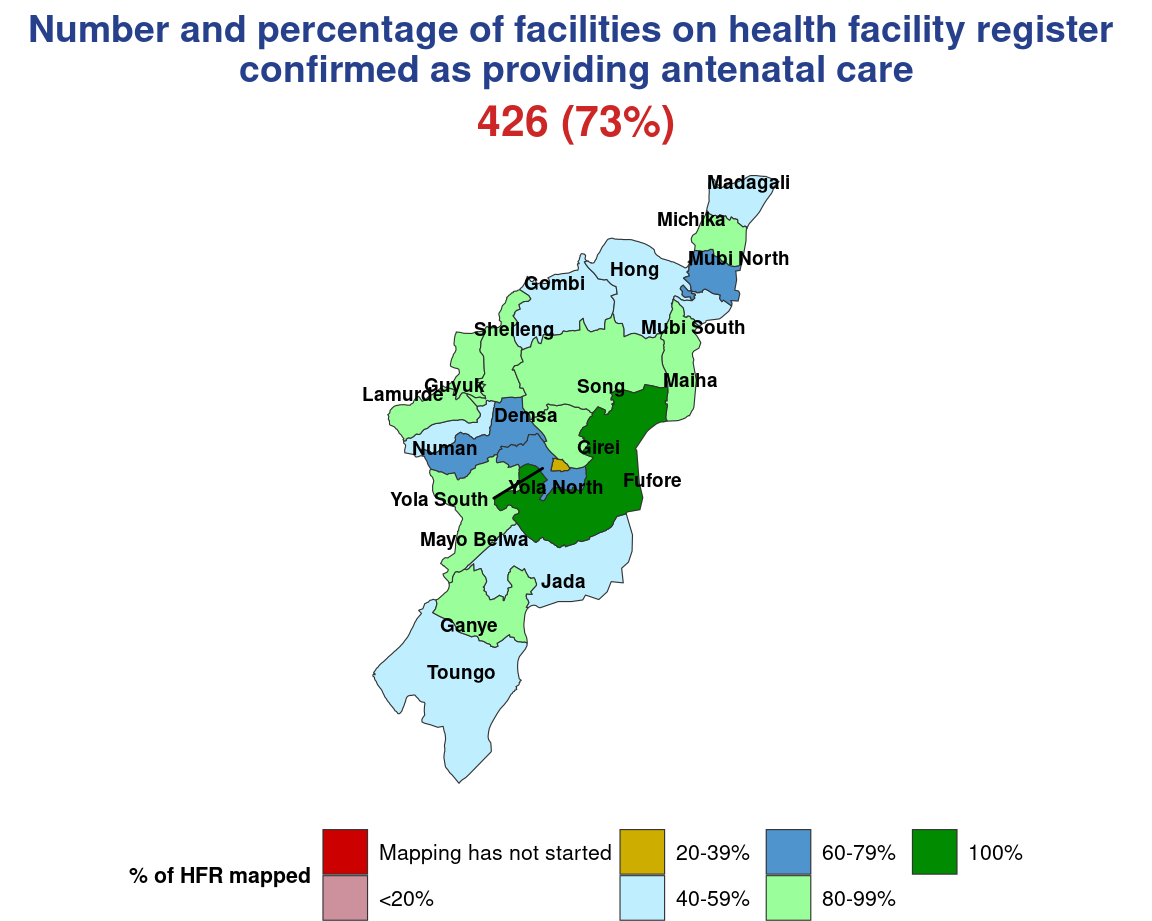 Number and percentage of facilities on health facility register
confirmed as providing antenatal care
426 (73%)
Madagali
Michika
Mubi North
Hong
Gombi
Mubi South
Shelleng
Maiha
Guyuk
Song
Lamurde
Demsa
Numan
Girei
Fufore
Yola North
Yola South
Mayo Belwa
Jada
Ganye
Toungo
% of HFR mapped
Mapping has not started
20-39%
60-79%
100%
<20%
40-59%
80-99%